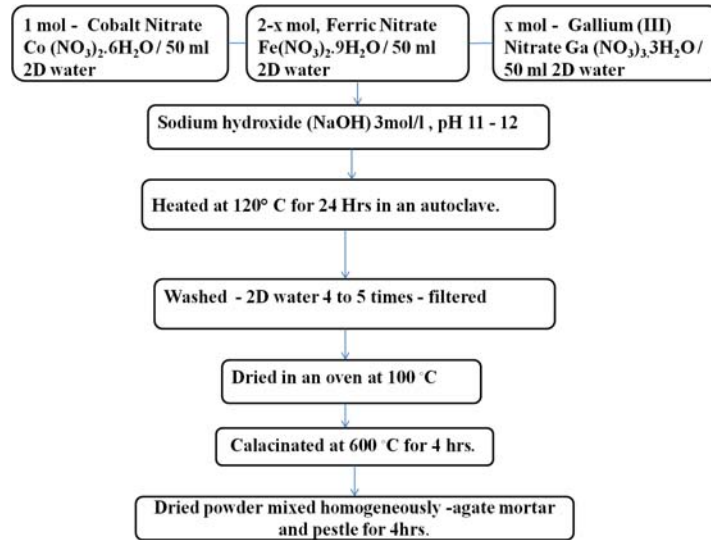 1 mol - Cobalt Nitrate
Co (NO₃)₂.6H₂O / 50 ml
2D water
2-x mol, Ferric Nitrate
Fe(NO₃)₂.9H₂O / 50 ml
2D water
x mol - Gallium (III)
Nitrate Ga (NO₃)₃.3H₂O /
50 ml 2D water
Sodium hydroxide (NaOH) 3mol/l , pH 11 - 12
Heated at 120° C for 24 Hrs in an autoclave.
Washed - 2D water 4 to 5 times - filtered
Dried in an oven at 100 °C
Calacinated at 600 °C for 4 hrs.
Dried powder mixed homogeneously -agate mortar
and pestle for 4hrs.